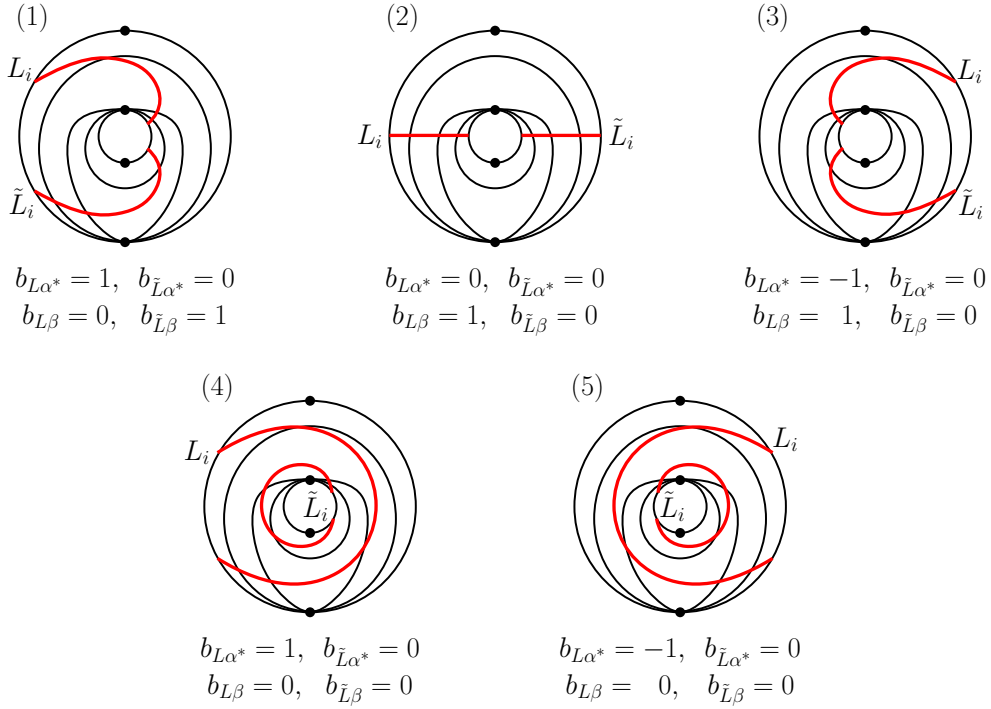 (1) (2) (3)
L_i L_i
L_i L̃_i
L̃_i L̃_i
b_{Lα*} = 1, b_{L̃α*} = 0 b_{Lα*} = 0, b_{L̃α*} = 0 b_{Lα*} = −1, b_{L̃α*} = 0
b_{Lβ} = 0, b_{L̃β} = 1 b_{Lβ} = 1, b_{L̃β} = 0 b_{Lβ} = 1, b_{L̃β} = 0
(4) (5)
L_i L_i
L̃_i L̃_i
b_{Lα*} = 1, b_{L̃α*} = 0 b_{Lα*} = −1, b_{L̃α*} = 0
b_{Lβ} = 0, b_{L̃β} = 0 b_{Lβ} = 0, b_{L̃β} = 0